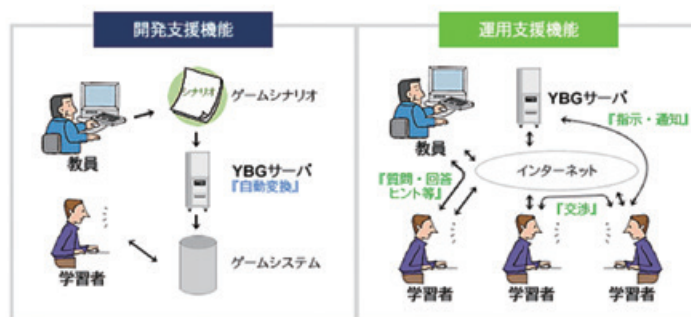 開発支援機能
シナリオ
ゲームシナリオ
教員
YBGサーバ
『自動変換』
学習者
ゲームシステム
運用支援機能
YBGサーバ
『指示・通知』
教員
インターネット
『質問・回答
ヒント等』
『交渉』
学習者
学習者
学習者